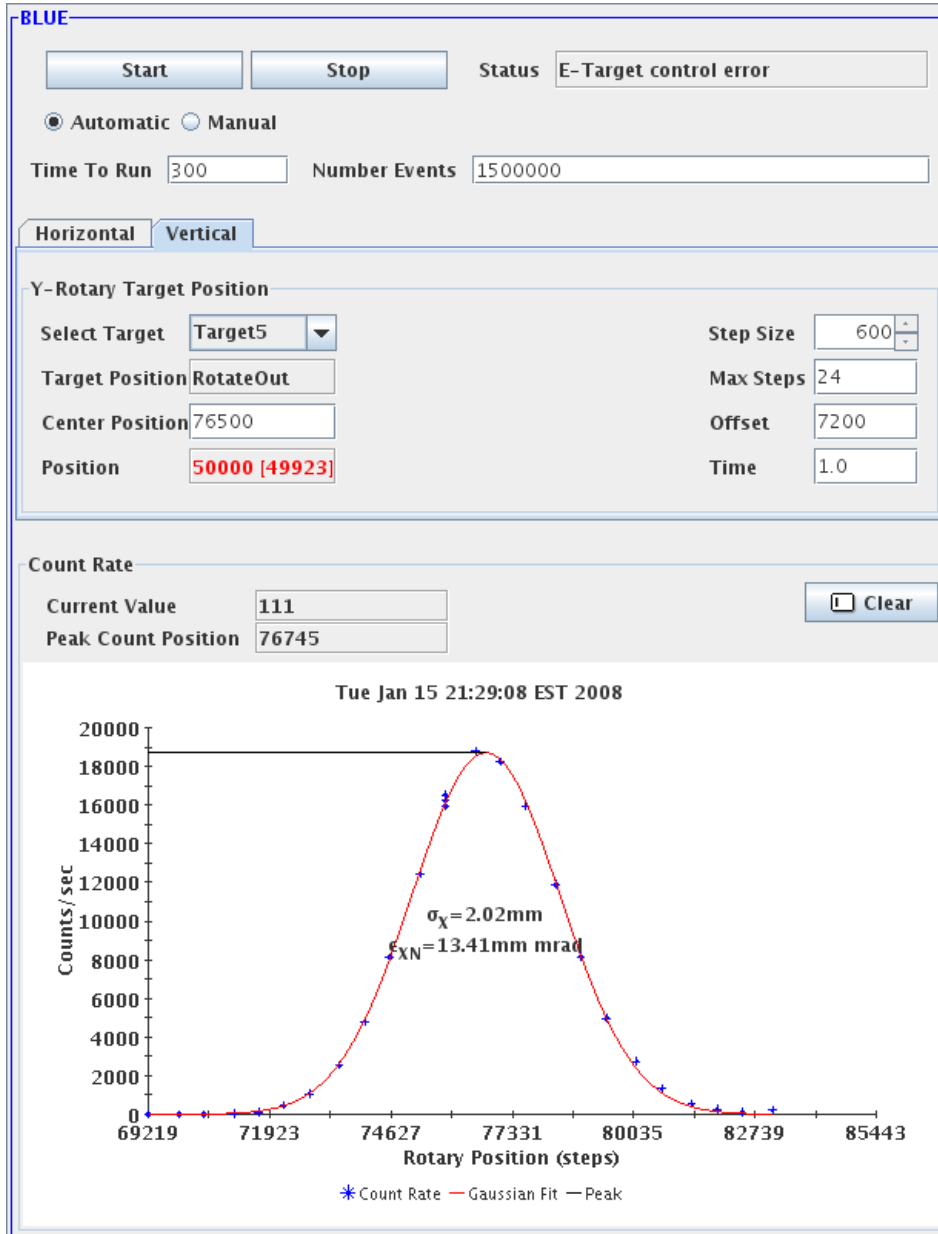 BLUE
Start Stop Status E-Target control error
Automatic Manual
Time To Run 300 Number Events 1500000
Horizontal Vertical
Y-Rotary Target Position
Select Target Target5 Step Size 600
Target Position RotateOut Max Steps 24
Center Position 76500 Offset 7200
Position 50000 [49923] Time 1.0
Count Rate
Current Value 111 Clear
Peak Count Position 76745
Tue Jan 15 21:29:08 EST 2008
20000
18000
16000
14000
12000
10000
8000
6000
4000
2000
0
Counts/sec
σX=2.02mm
ϵXN=13.41mm mrad
69219 71923 74627 77331 80035 82739 85443
Rotary Position (steps)
Count Rate Gaussian Fit Peak